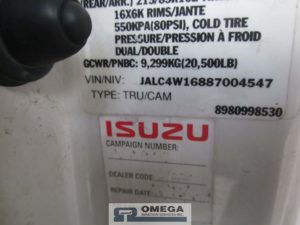 16X6K RIMS/JANTE
550KPA(80PSI), COLD TIRE
PRESSURE/PRESSION À FROID
DUAL/DOUBLE
GCWR/PNBC: 9,299KG(20,500LB)
VIN/NIV: JALC4W16887004547
TYPE: TRU/CAM
8980998530
ISUZU
CAMPAIGN NUMBER:
DEALER CODE
REPAIR DATE
OMEGA